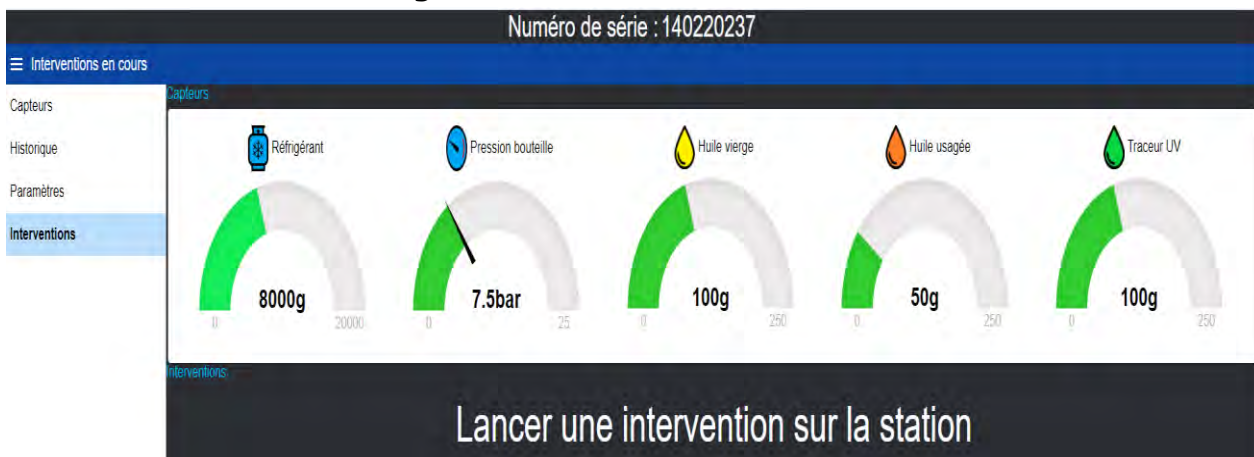 Numéro de série : 140220237
☰ Interventions en cours
Capteurs
Historique
Paramètres
Interventions
Capteurs
Réfrigérant
Pression bouteille
Huile vierge
Huile usagée
Traceur UV
8000g
7.5bar
100g
50g
100g
0 20000
0 25
0 250
0 250
0 250
Interventions
Lancer une intervention sur la station